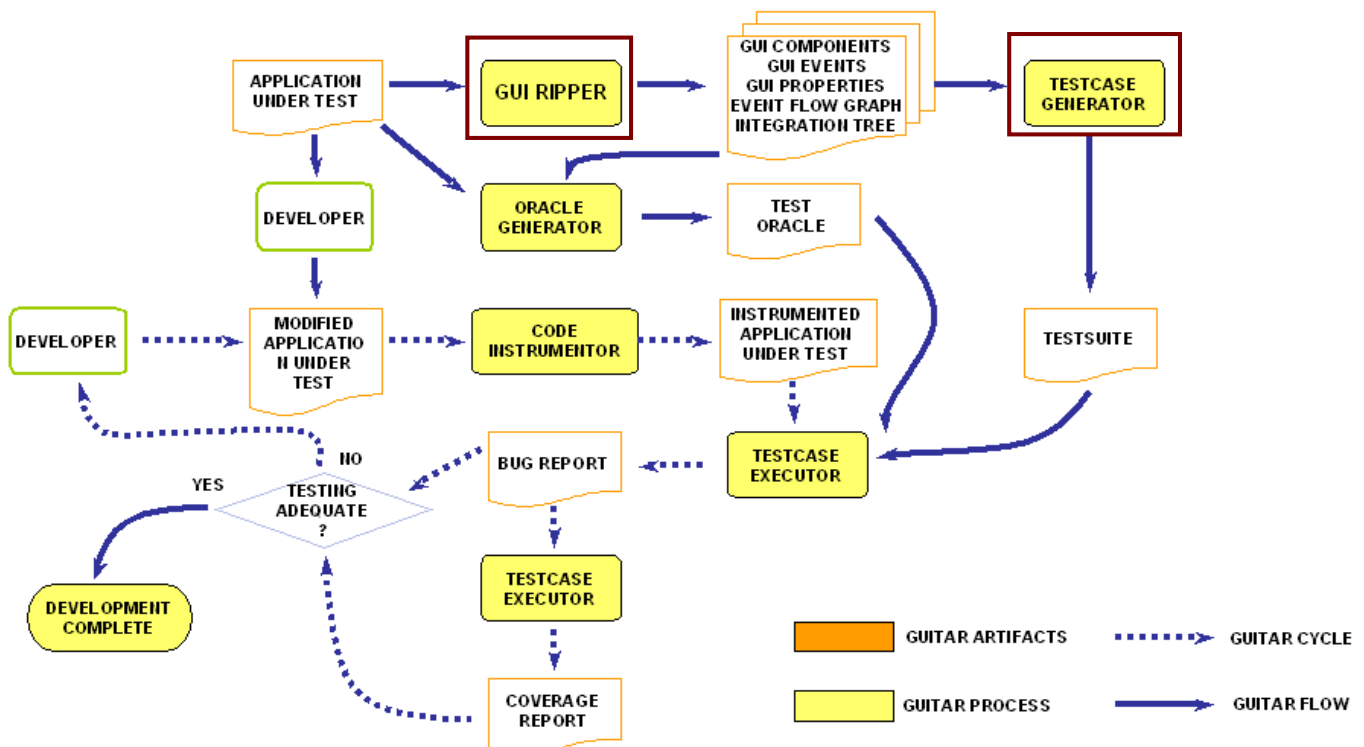 APPLICATION
UNDER TEST
GUI RIPPER
GUI COMPONENTS
GUI EVENTS
GUI PROPERTIES
EVENT FLOW GRAPH
INTEGRATION TREE
TESTCASE
GENERATOR
DEVELOPER
ORACLE
GENERATOR
TEST
ORACLE
DEVELOPER
MODIFIED
APPLICATIO
N UNDER
TEST
CODE
INSTRUMENTOR
INSTRUMENTED
APPLICATION
UNDER TEST
TESTSUITE
TESTCASE
EXECUTOR
BUG REPORT
NO
YES
TESTING
ADEQUATE
?
TESTCASE
EXECUTOR
DEVELOPMENT
COMPLETE
COVERAGE
REPORT
GUITAR ARTIFACTS
GUITAR CYCLE
GUITAR PROCESS
GUITAR FLOW